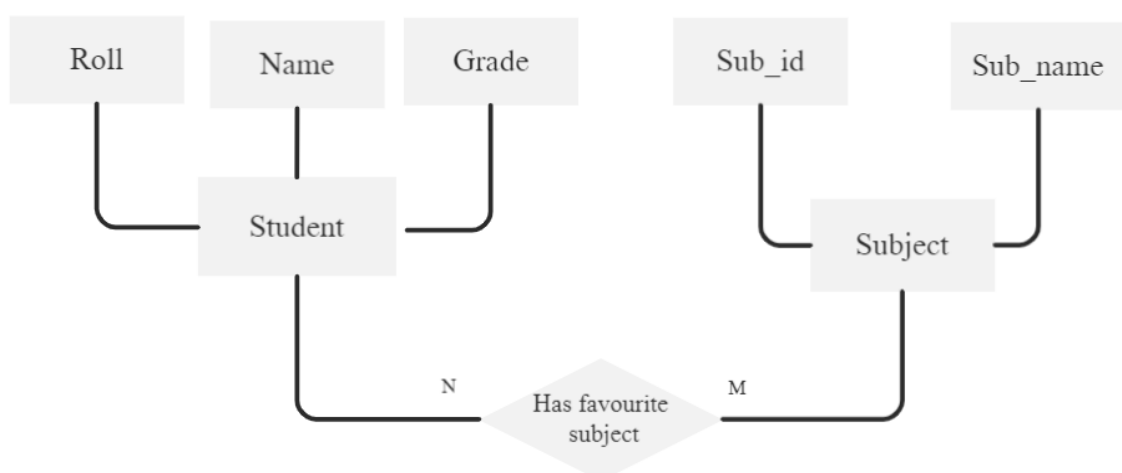 Roll
Name
Grade
Sub_id
Sub_name
Student
Subject
N
M
Has favourite
subject